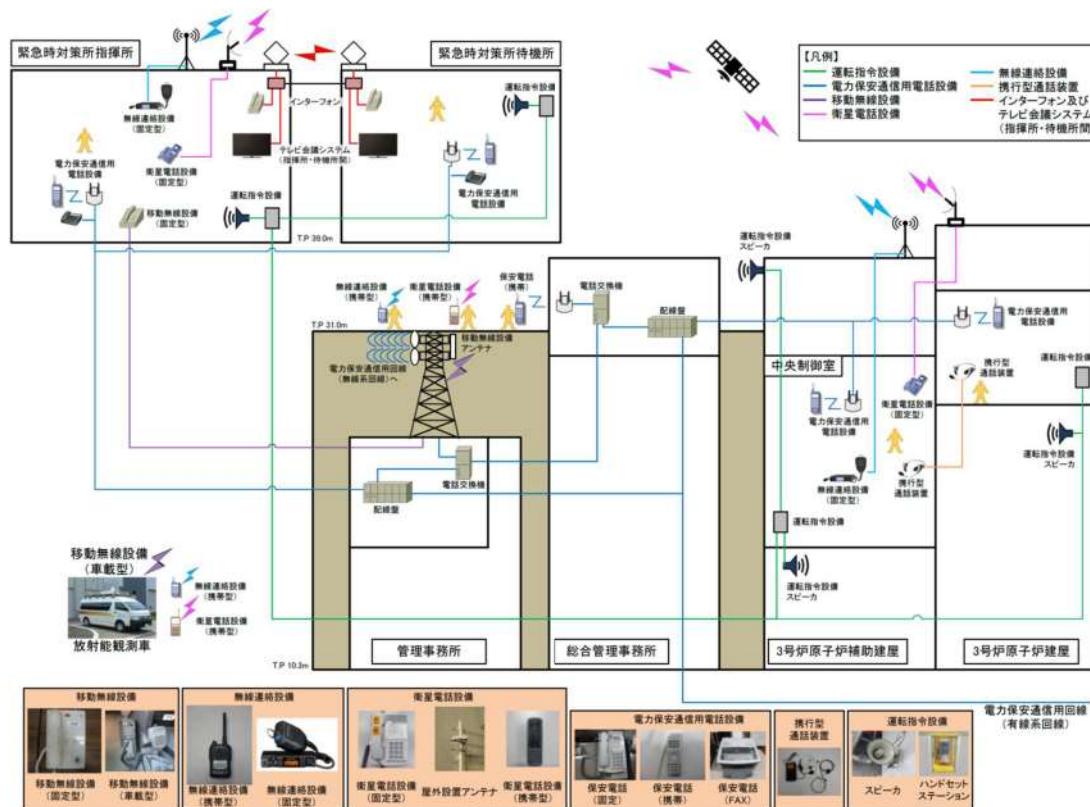 緊急時対策所指揮所
緊急時対策所待機所
無線連絡設備
(固定型)
インターフォン
運転指令設備
電力保安通信用
電話設備
衛星電話設備
(固定型)
テレビ会議システム
(指揮所・待機所間)
移動無線設備
(固定型)
運転指令設備
電力保安通信用
電話設備
T.P 39.0m
【凡例】
運転指令設備
電力保安通信用電話設備
移動無線設備
衛星電話設備
無線連絡設備
携行型通話装置
インターフォン及び
テレビ会議システム
(指揮所・待機所間)
T.P 31.0m
無線連絡設備
(携帯型)
衛星電話設備
(携帯型)
保安電話
(携帯)
移動無線設備
アンテナ
電力保安通信用回線
(無線系回線)へ
電話交換機
配線盤
電話交換機
配線盤
運転指令設備
スピーカ
中央制御室
電力保安通信用
電話設備
衛星電話設備
(固定型)
無線連絡設備
(固定型)
携行型
通話装置
運転指令設備
運転指令設備
スピーカ
電力保安通信用
電話設備
携行型
通話装置
運転指令設備
運転指令設備
スピーカ
移動無線設備
(車載型)
無線連絡設備
(携帯型)
衛星電話設備
(携帯型)
放射能観測車
T.P 10.3m
管理事務所
総合管理事務所
3号炉原子炉補助建屋
3号炉原子炉建屋
電力保安通信用回線
(有線系回線)
移動無線設備
移動無線設備
(固定型)
移動無線設備
(車載型)
無線連絡設備
無線連絡設備
(携帯型)
無線連絡設備
(固定型)
衛星電話設備
衛星電話設備
(固定型)
屋外設置アンテナ
衛星電話設備
(携帯型)
電力保安通信用電話設備
保安電話
(固定)
保安電話
(携帯)
保安電話
(FAX)
携行型
通話装置
運転指令設備
スピーカ
ハンドセット
ステーション